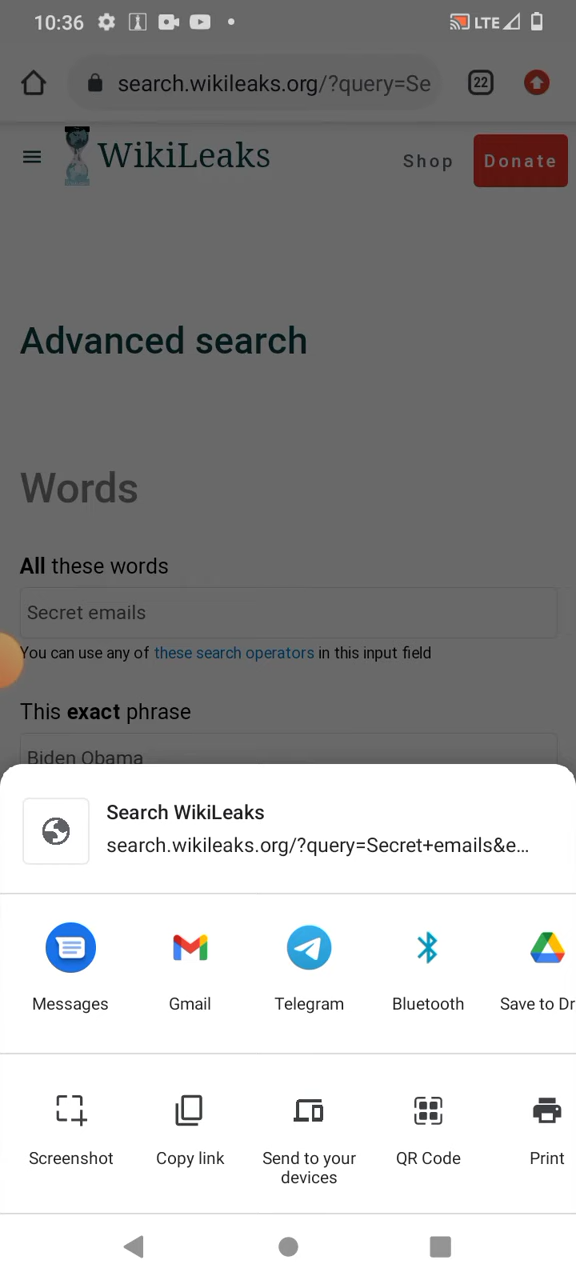 10:36
LTE
search.wikileaks.org/?query=Se
22
WikiLeaks
Shop
Donate
Advanced search
Words
All these words
Secret emails
You can use any of these search operators in this input field
This exact phrase
Biden Obama
Search WikiLeaks
search.wikileaks.org/?query=Secret+emails&e...
Messages
Gmail
Telegram
Bluetooth
Save to Dr
Screenshot
Copy link
Send to your
devices
QR Code
Print